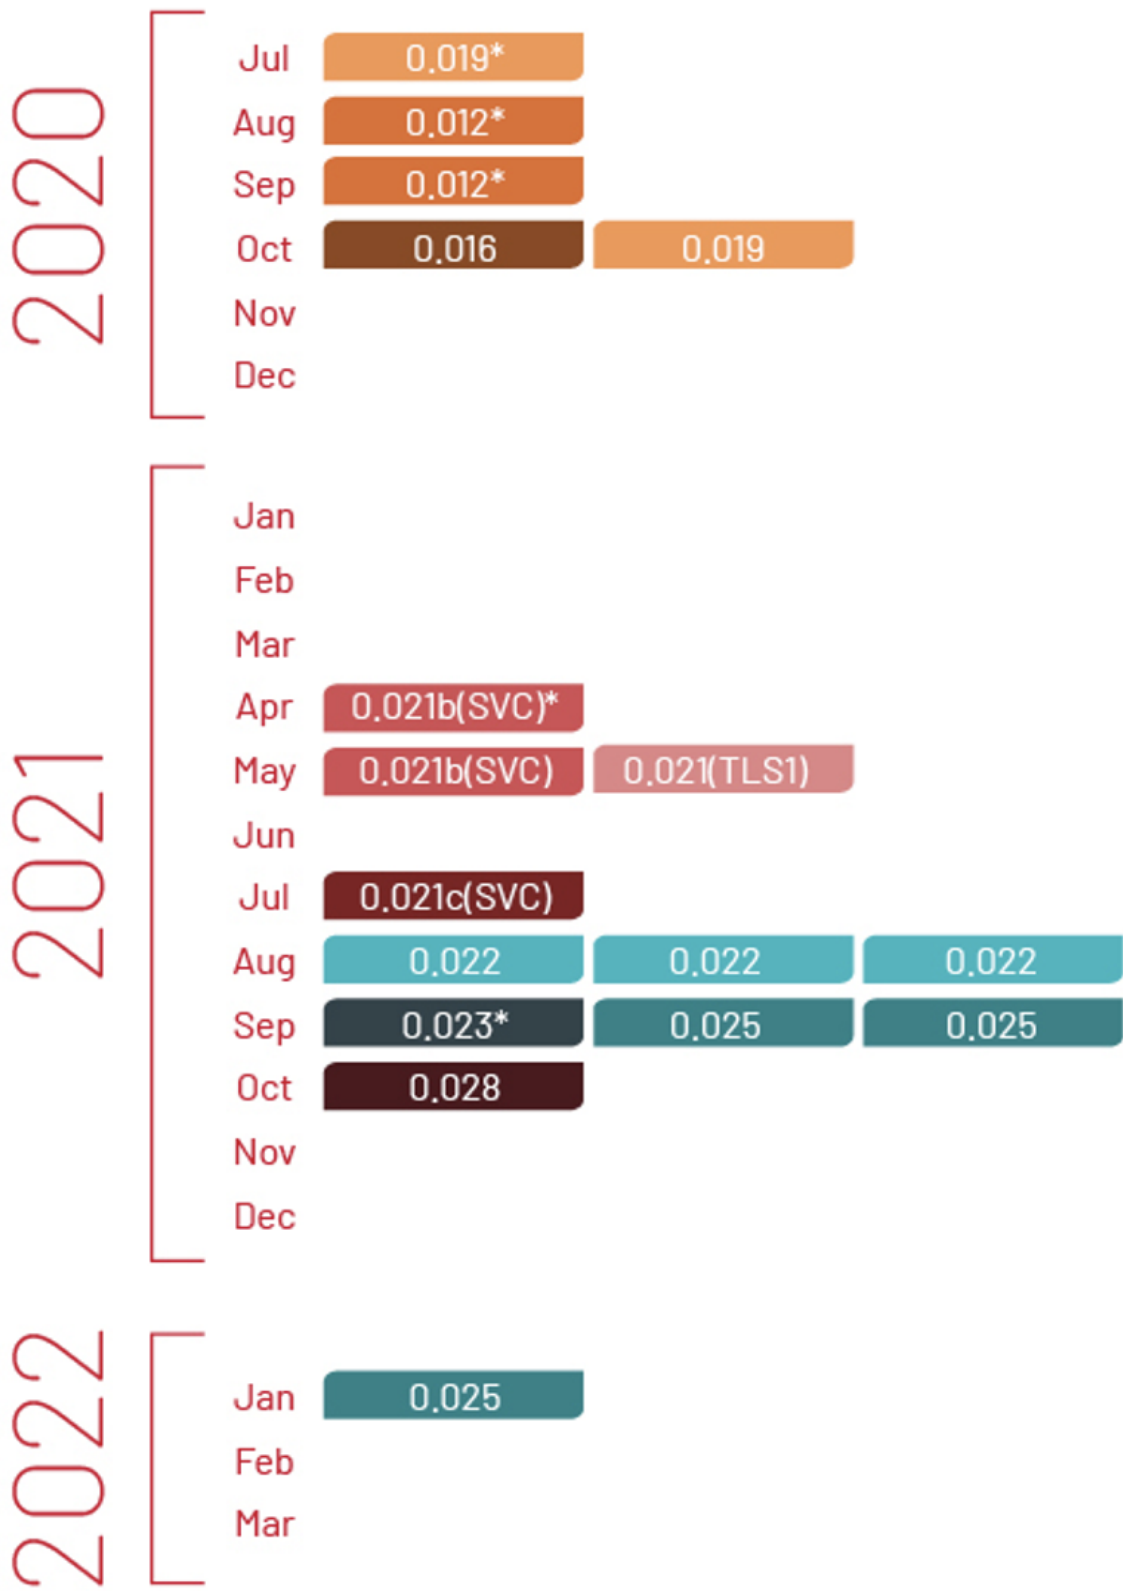 2020
Jul 0.019*
Aug 0.012*
Sep 0.012*
Oct 0.016 0.019
Nov
Dec
2021
Jan
Feb
Mar
Apr 0.021b(SVC)*
May 0.021b(SVC) 0.021(TLS1)
Jun
Jul 0.021c(SVC)
Aug 0.022 0.022 0.022
Sep 0.023* 0.025 0.025
Oct 0.028
Nov
Dec
2022
Jan 0.025
Feb
Mar